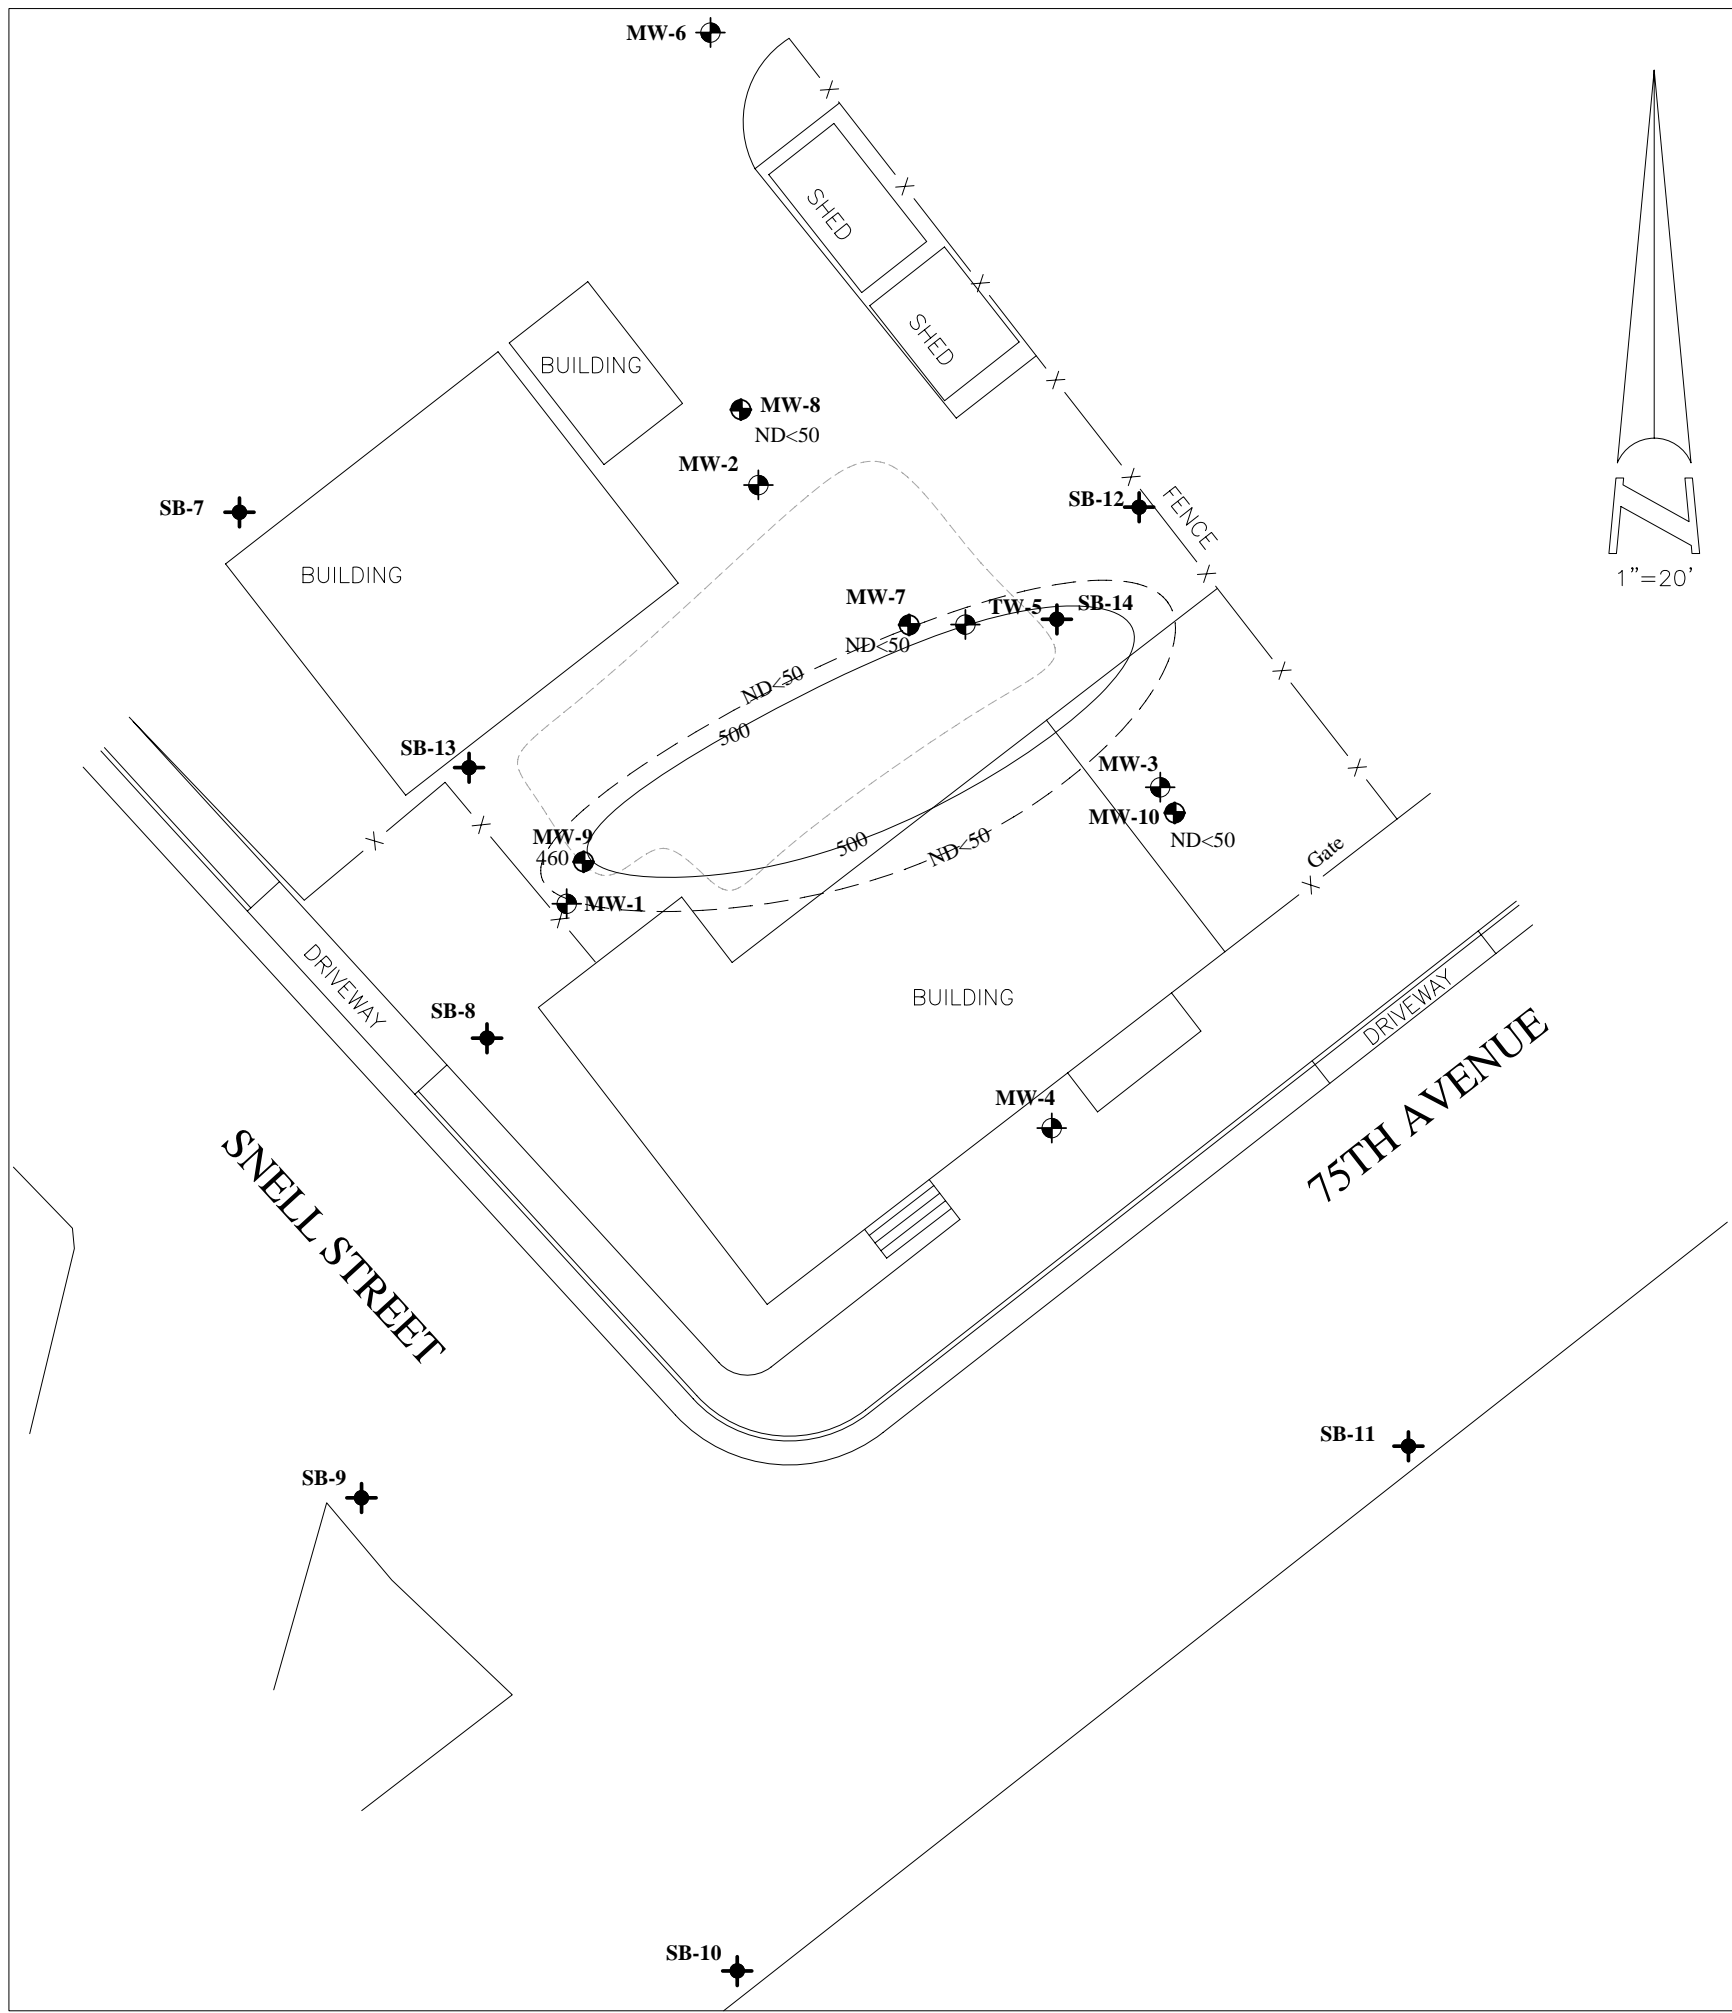 MW-6
SHED
SHED
BUILDING
MW-8
ND<50
MW-2
SB-7
SB-12
FENCE
BUILDING
1"=20'
N
MW-7
TW-5
SB-14
ND<50
ND<50
500
SB-13
MW-3
MW-10
ND<50
MW-9
460
500
ND<50
Gate
MW-1
DRIVEWAY
BUILDING
DRIVEWAY
SB-8
MW-4
75TH AVENUE
SNELL STREET
SB-11
SB-9
SB-10